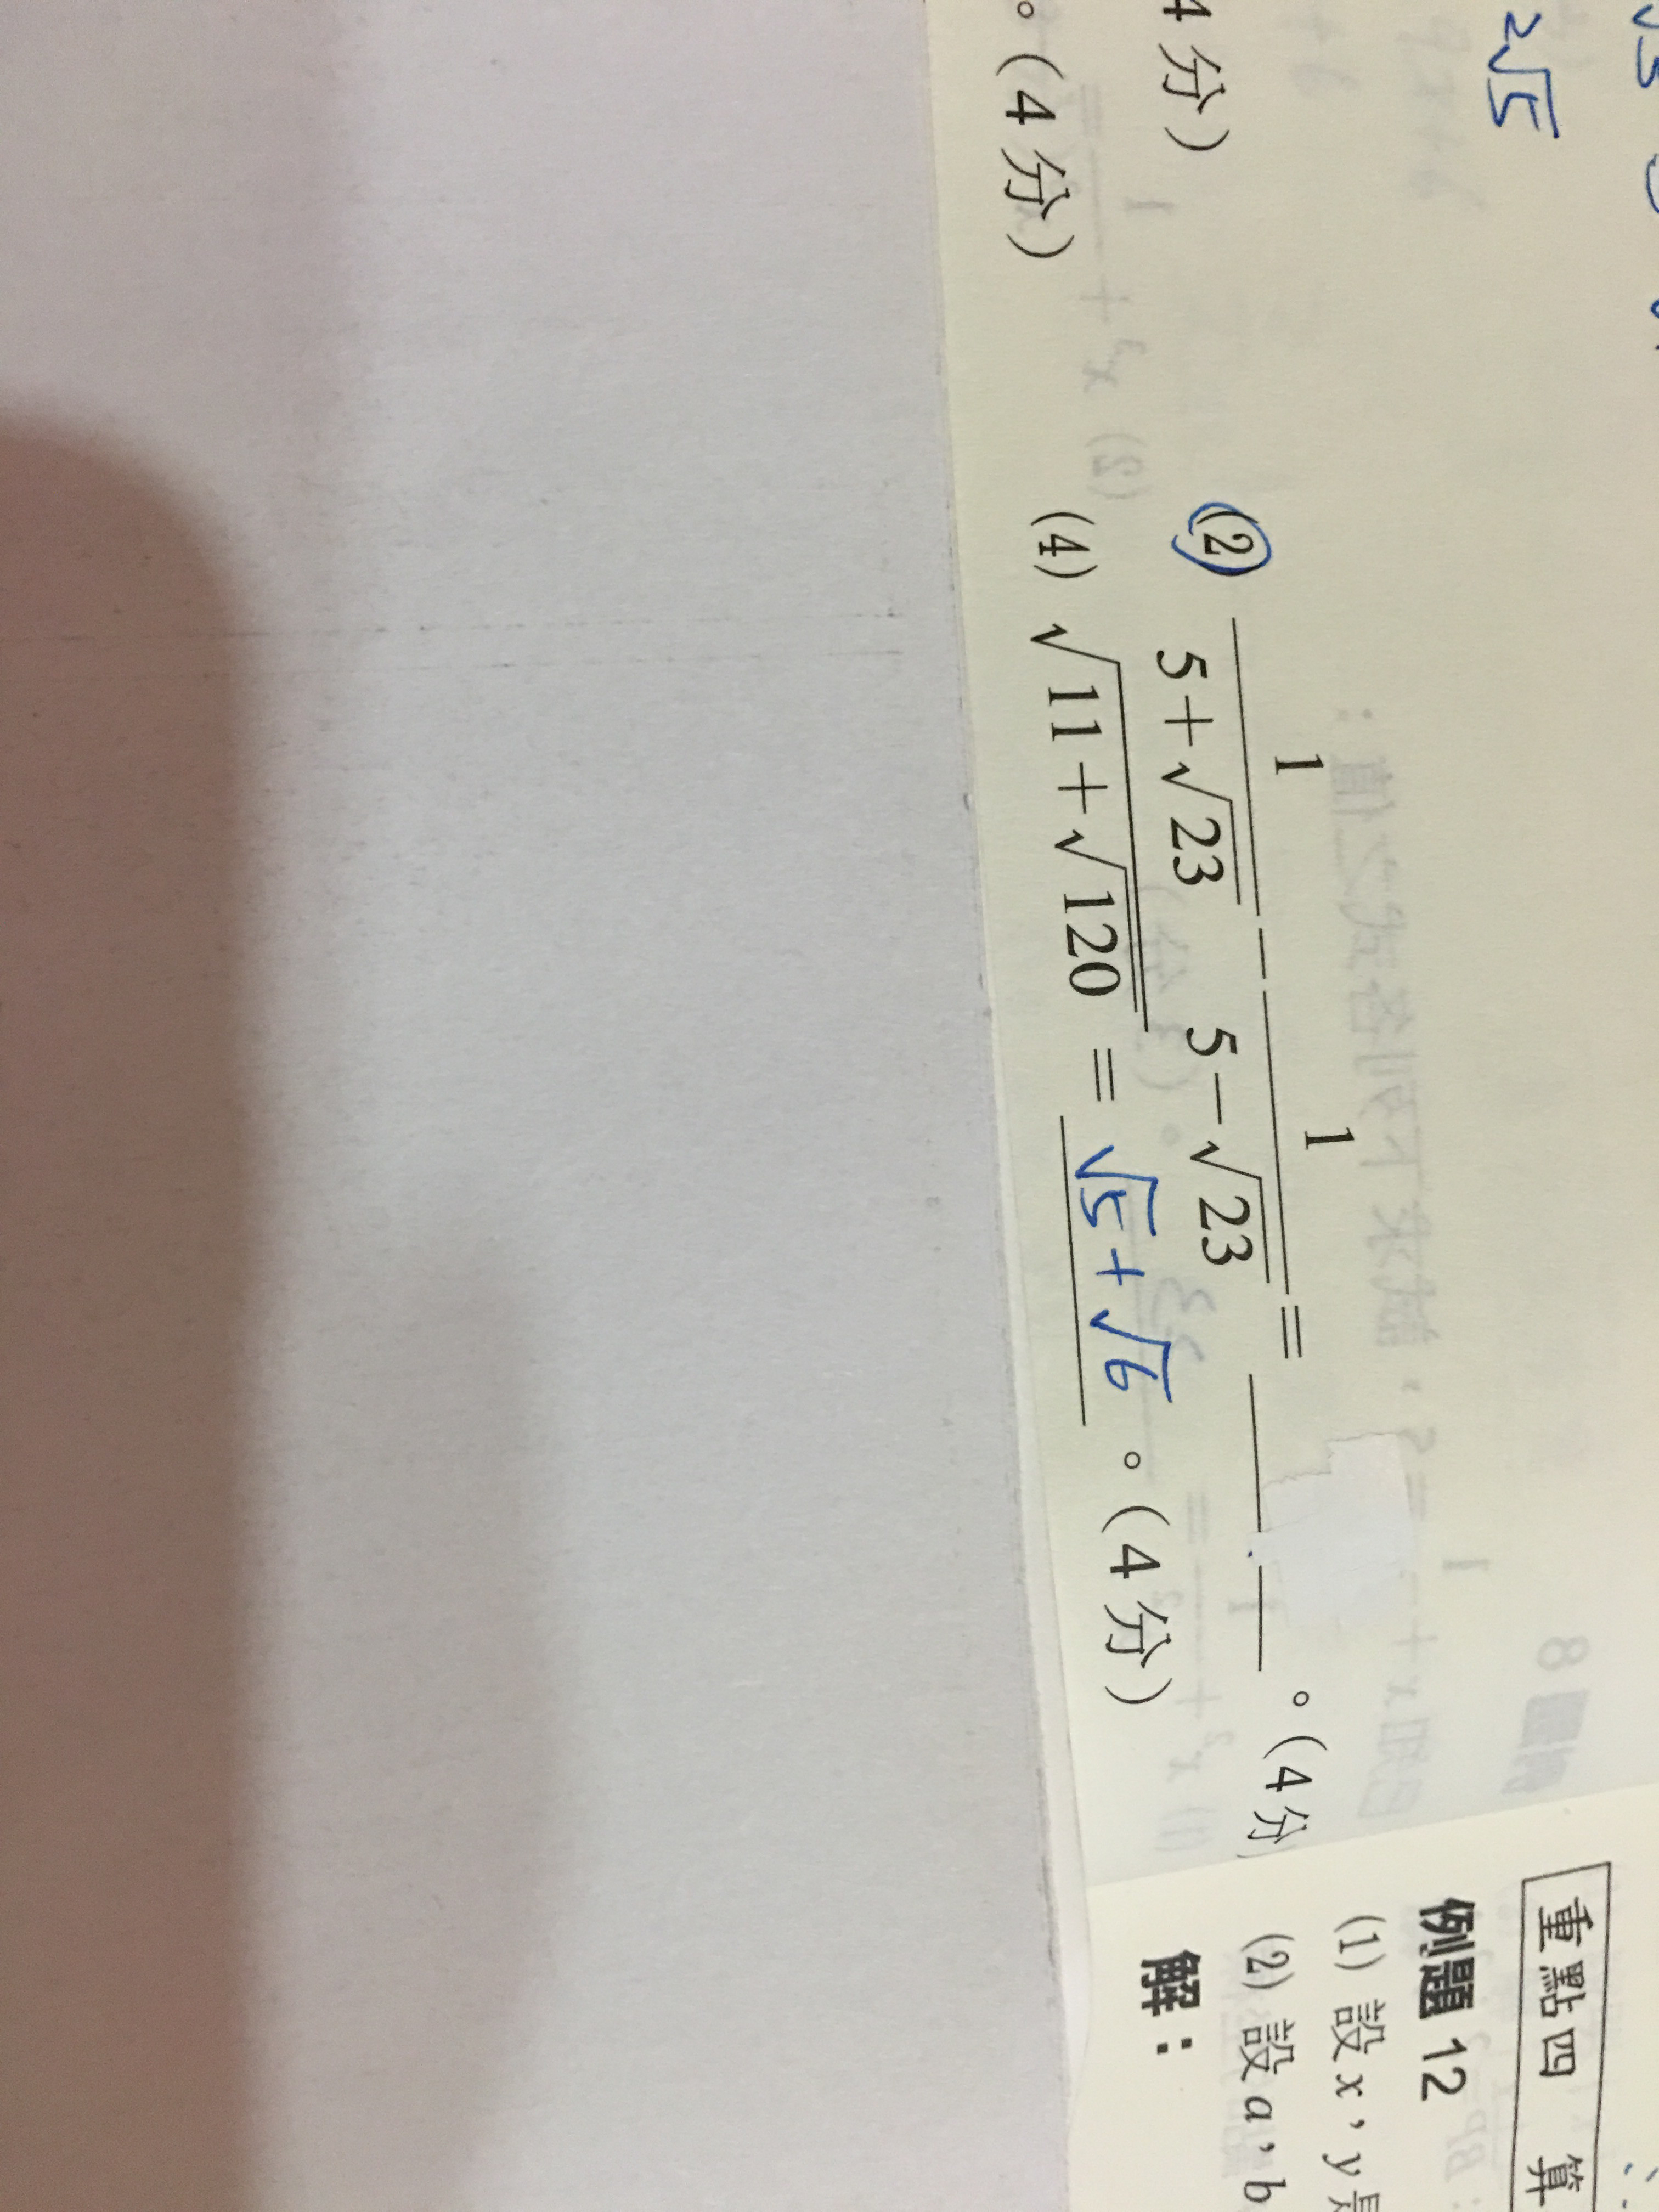 √5
2√5
4分)
。(4分)
(2) 1/(5+√23) − 1/(5−√23) = ______。(4分)
(4) √(11+√120) = √5+√6。(4分)
重點四 算
例題 12
(1) 設 x，y 是
(2) 設 a，b
解：